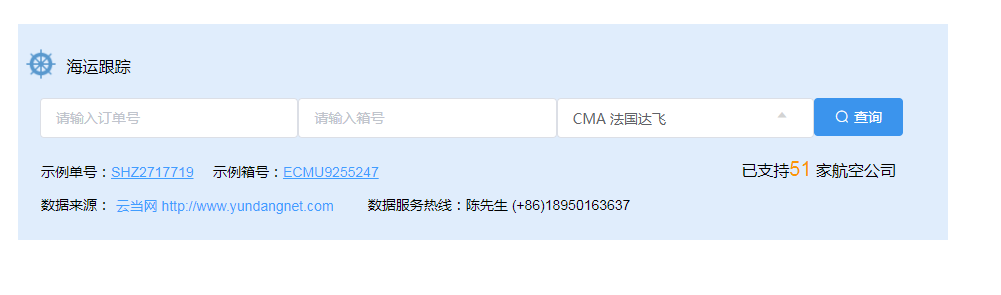 海运跟踪
请输入订单号 请输入箱号 CMA 法国达飞 查询
示例单号：SHZ2717719 示例箱号：ECMU9255247 已支持51 家航空公司
数据来源： 云当网 http://www.yundangnet.com 数据服务热线：陈先生 (+86)18950163637